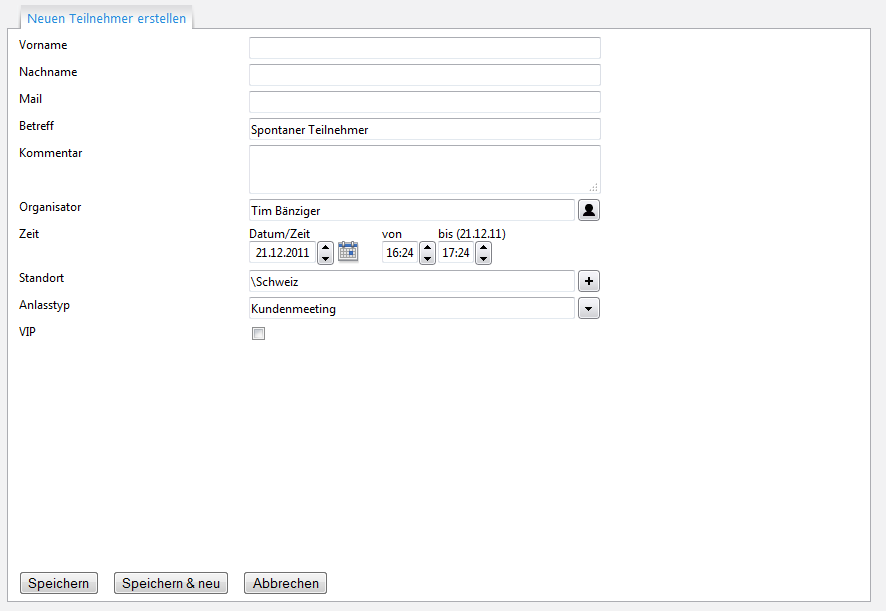 Neuen Teilnehmer erstellen
Vorname
Nachname
Mail
Betreff Spontaner Teilnehmer
Kommentar
Organisator Tim Bänziger
Zeit Datum/Zeit von bis (21.12.11)
21.12.2011 16:24 17:24
Standort \Schweiz
Anlasstyp Kundenmeeting
VIP
Speichern Speichern & neu Abbrechen